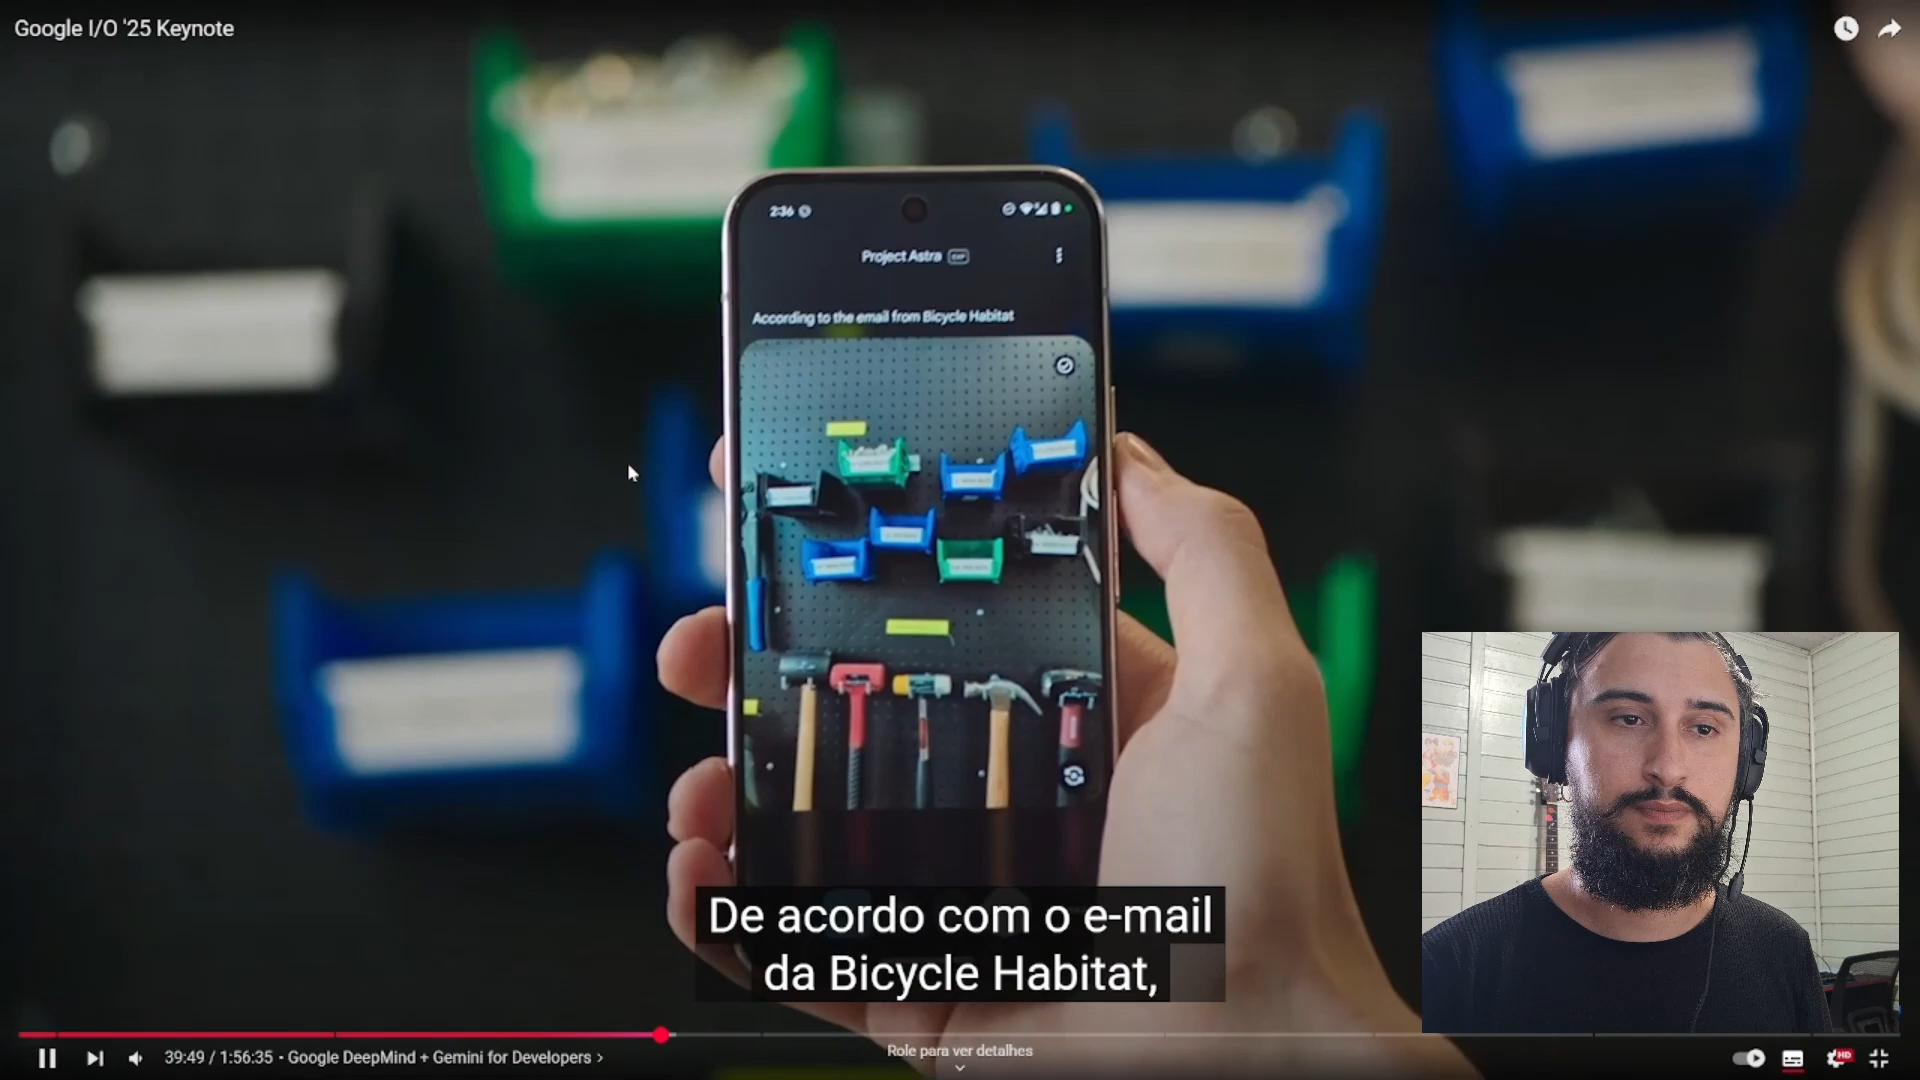 Google I/O '25 Keynote
2:36
Project Astra
According to the email from Bicycle Habitat
De acordo com o e-mail
da Bicycle Habitat,
39:49 / 1:56:35 • Google DeepMind + Gemini for Developers
Role para ver detalhes
HD